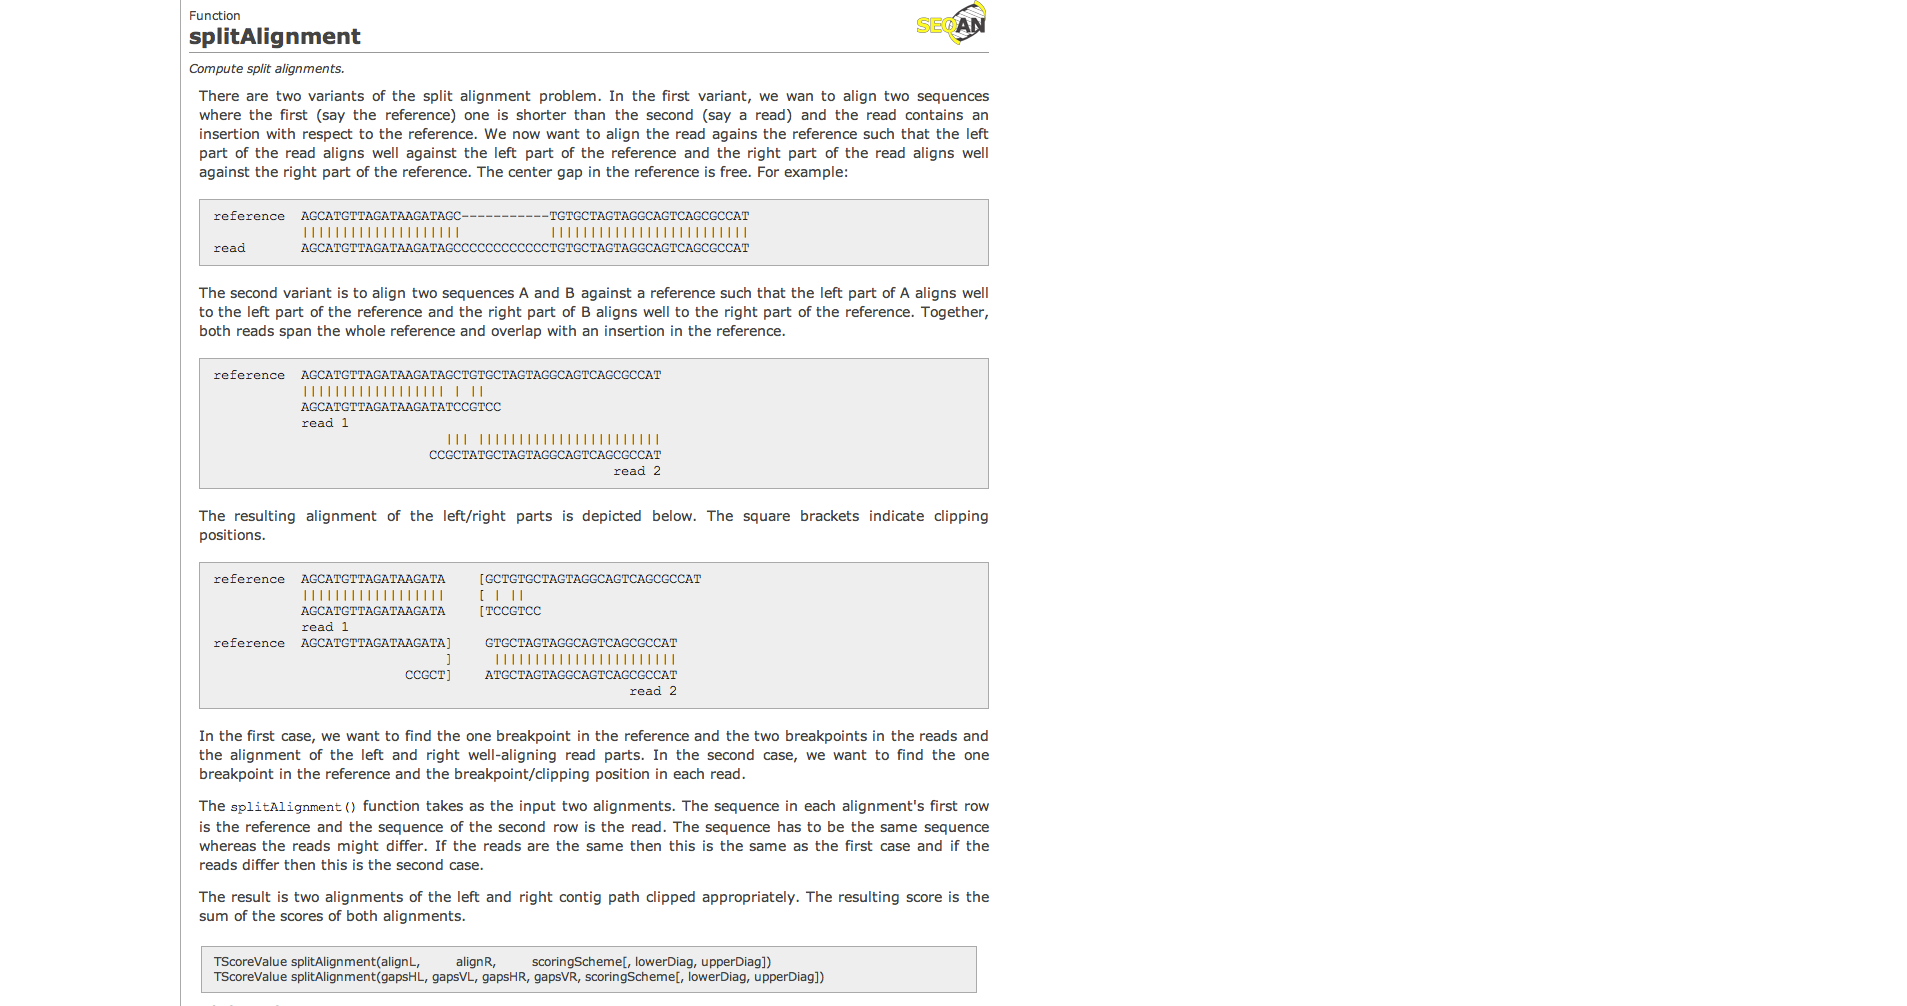 Function
splitAlignment
SEQAN
Compute split alignments.
There are two variants of the split alignment problem. In the first variant, we wan to align two sequences
where the first (say the reference) one is shorter than the second (say a read) and the read contains an
insertion with respect to the reference. We now want to align the read agains the reference such that the left
part of the read aligns well against the left part of the reference and the right part of the read aligns well
against the right part of the reference. The center gap in the reference is free. For example:
reference  AGCATGTTAGATAAGATAGC-----------TGTGCTAGTAGGCAGTCAGCGCCAT
           ||||||||||||||||||||           |||||||||||||||||||||||||
read       AGCATGTTAGATAAGATAGCCCCCCCCCCCCTGTGCTAGTAGGCAGTCAGCGCCAT
The second variant is to align two sequences A and B against a reference such that the left part of A aligns well
to the left part of the reference and the right part of B aligns well to the right part of the reference. Together,
both reads span the whole reference and overlap with an insertion in the reference.
reference  AGCATGTTAGATAAGATAGCTGTGCTAGTAGGCAGTCAGCGCCAT
           |||||||||||||||||| | ||
           AGCATGTTAGATAAGATATCCGTCC
           read 1
                             ||| |||||||||||||||||||||||
                           CCGCTATGCTAGTAGGCAGTCAGCGCCAT
                                                  read 2
The resulting alignment of the left/right parts is depicted below. The square brackets indicate clipping
positions.
reference  AGCATGTTAGATAAGATA    [GCTGTGCTAGTAGGCAGTCAGCGCCAT
           ||||||||||||||||||    [ | ||
           AGCATGTTAGATAAGATA    [TCCGTCC
           read 1
reference  AGCATGTTAGATAAGATA]    GTGCTAGTAGGCAGTCAGCGCCAT
                             ]     |||||||||||||||||||||||
                        CCGCT]    ATGCTAGTAGGCAGTCAGCGCCAT
                                                    read 2
In the first case, we want to find the one breakpoint in the reference and the two breakpoints in the reads and
the alignment of the left and right well-aligning read parts. In the second case, we want to find the one
breakpoint in the reference and the breakpoint/clipping position in each read.
The splitAlignment() function takes as the input two alignments. The sequence in each alignment's first row
is the reference and the sequence of the second row is the read. The sequence has to be the same sequence
whereas the reads might differ. If the reads are the same then this is the same as the first case and if the
reads differ then this is the second case.
The result is two alignments of the left and right contig path clipped appropriately. The resulting score is the
sum of the scores of both alignments.
TScoreValue splitAlignment(alignL,         alignR,         scoringScheme[, lowerDiag, upperDiag])
TScoreValue splitAlignment(gapsHL, gapsVL, gapsHR, gapsVR, scoringScheme[, lowerDiag, upperDiag])